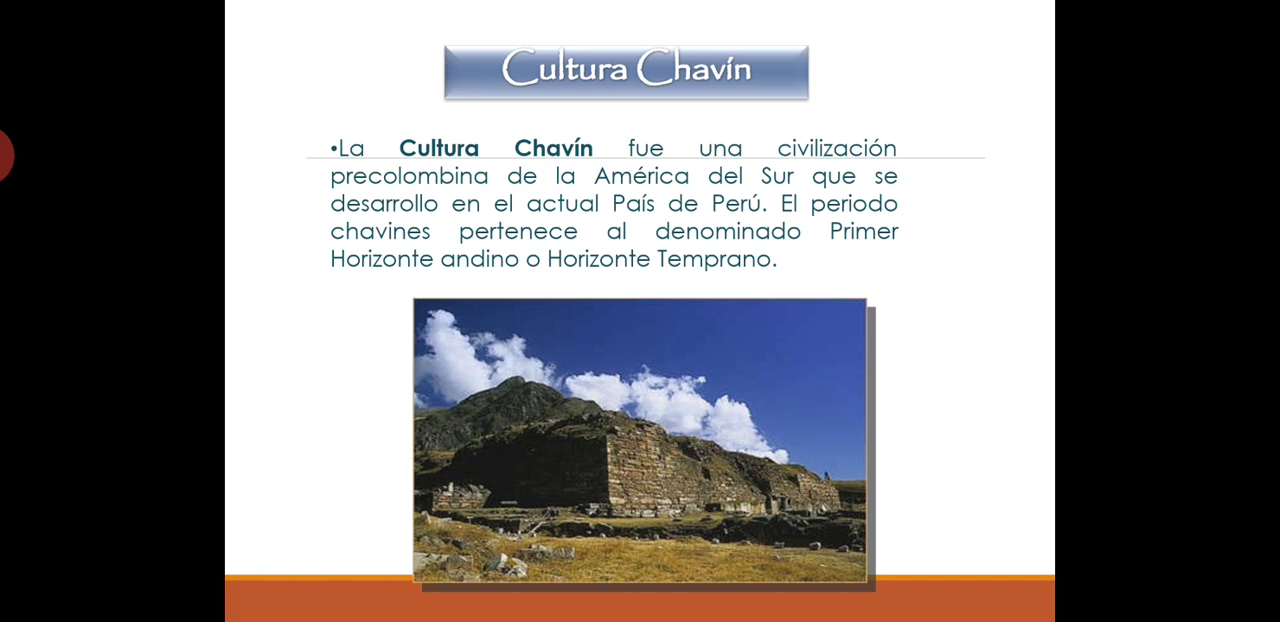 Cultura Chavín
•La Cultura Chavín fue una civilización
precolombina de la América del Sur que se
desarrollo en el actual País de Perú. El periodo
chavines pertenece al denominado Primer
Horizonte andino o Horizonte Temprano.